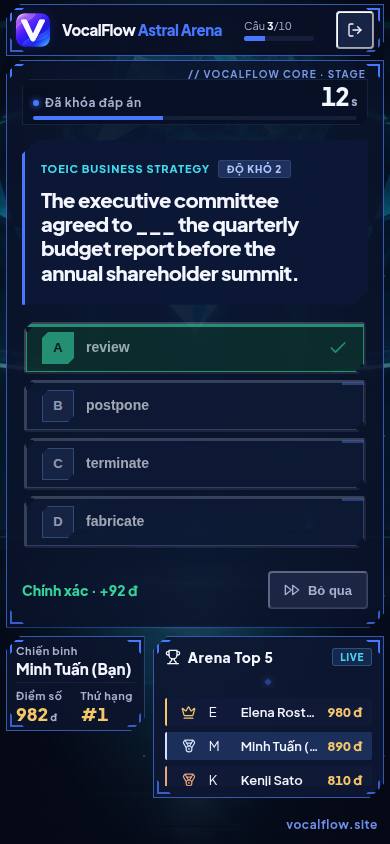 VocalFlow Astral Arena
Câu 3/10
// VOCALFLOW CORE · STAGE
Đã khóa đáp án
12s
TOEIC BUSINESS STRATEGY
ĐỘ KHÓ 2
The executive committee
agreed to ___ the quarterly
budget report before the
annual shareholder summit.
A review
B postpone
C terminate
D fabricate
Chính xác · +92 đ
Bỏ qua
Chiến binh
Minh Tuấn (Bạn)
Điểm số
Thứ hạng
982 đ
#1
Arena Top 5
LIVE
E Elena Rost... 980 đ
M Minh Tuấn (... 890 đ
K Kenji Sato 810 đ
vocalflow.site